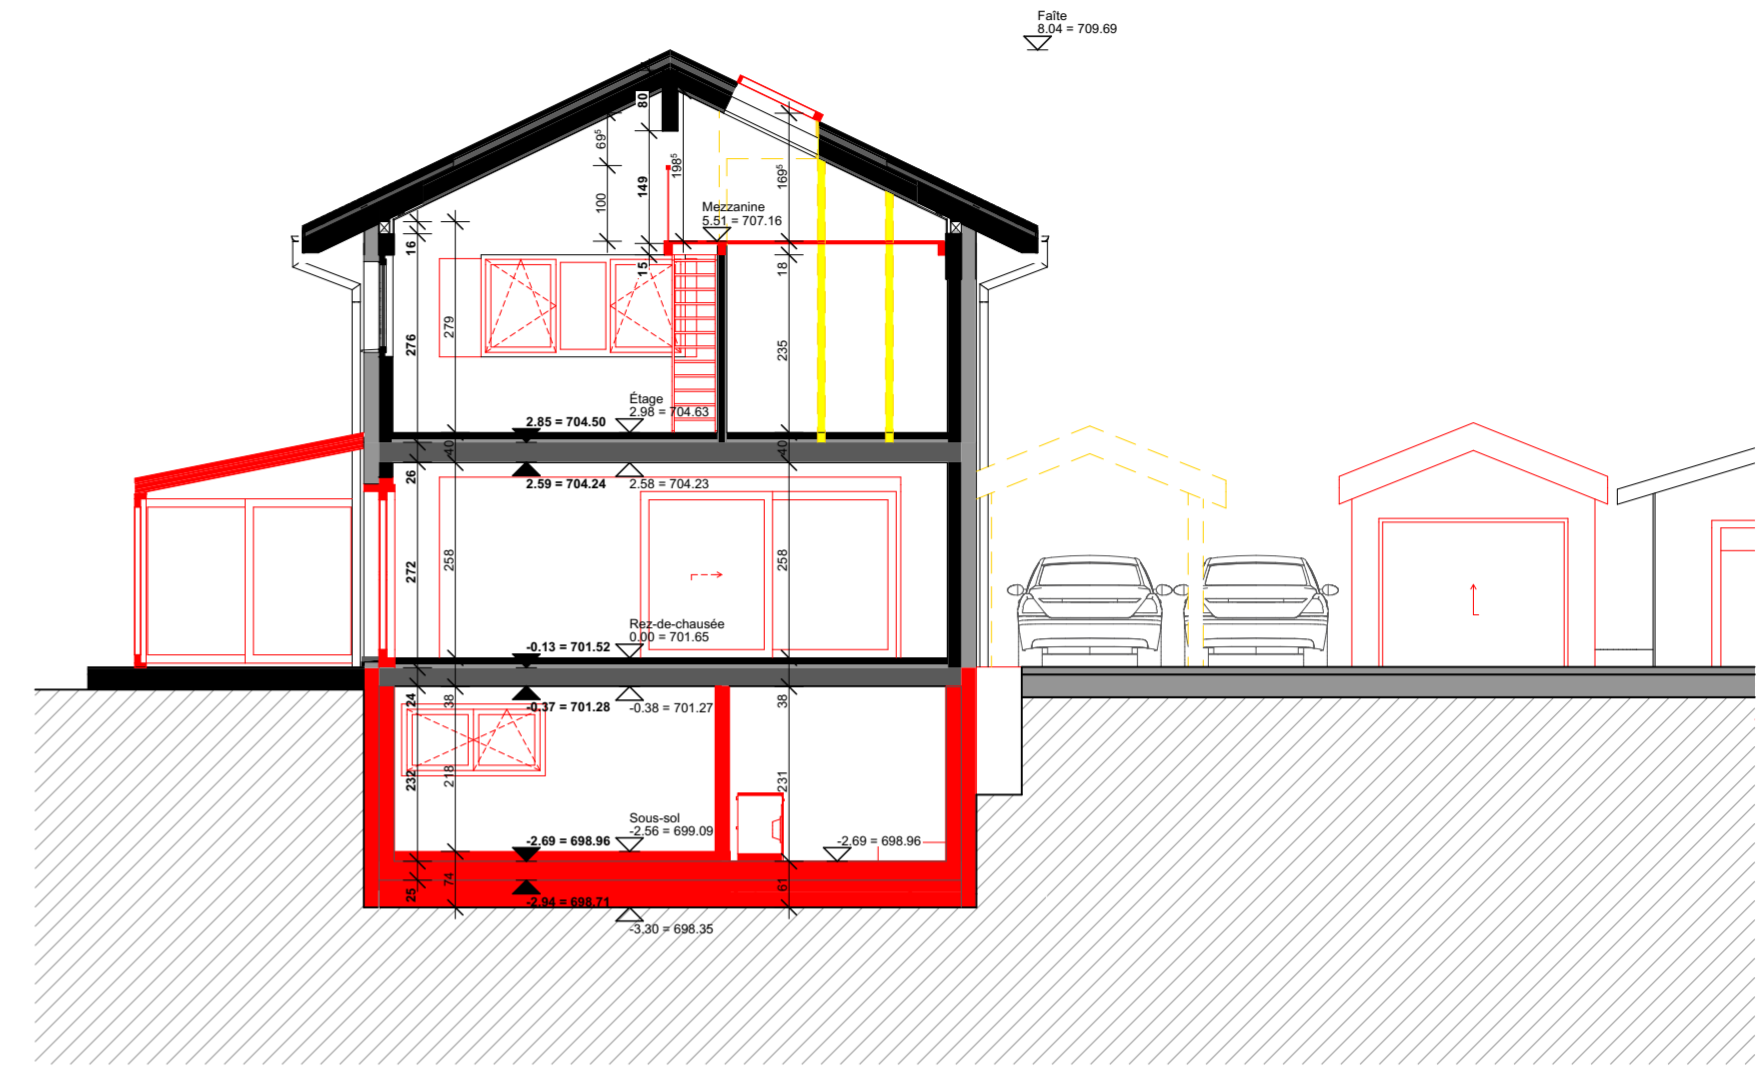 Faîte
8.04 = 709.69
80
69⁵
149
198⁵
169⁵
100
Mezzanine
5.51 = 707.16
16
15
18
279
276
235
Étage
2.98 = 704.63
2.85 = 704.50
40
40
26
2.59 = 704.24
2.58 = 704.23
272
258
258
Rez-de-chausée
0.00 = 701.65
-0.13 = 701.52
24
38
38
-0.37 = 701.28
-0.38 = 701.27
232
218
231
Sous-sol
-2.56 = 699.09
-2.69 = 698.96
-2.69 = 698.96
25
74
61
-2.94 = 698.71
-3.30 = 698.35